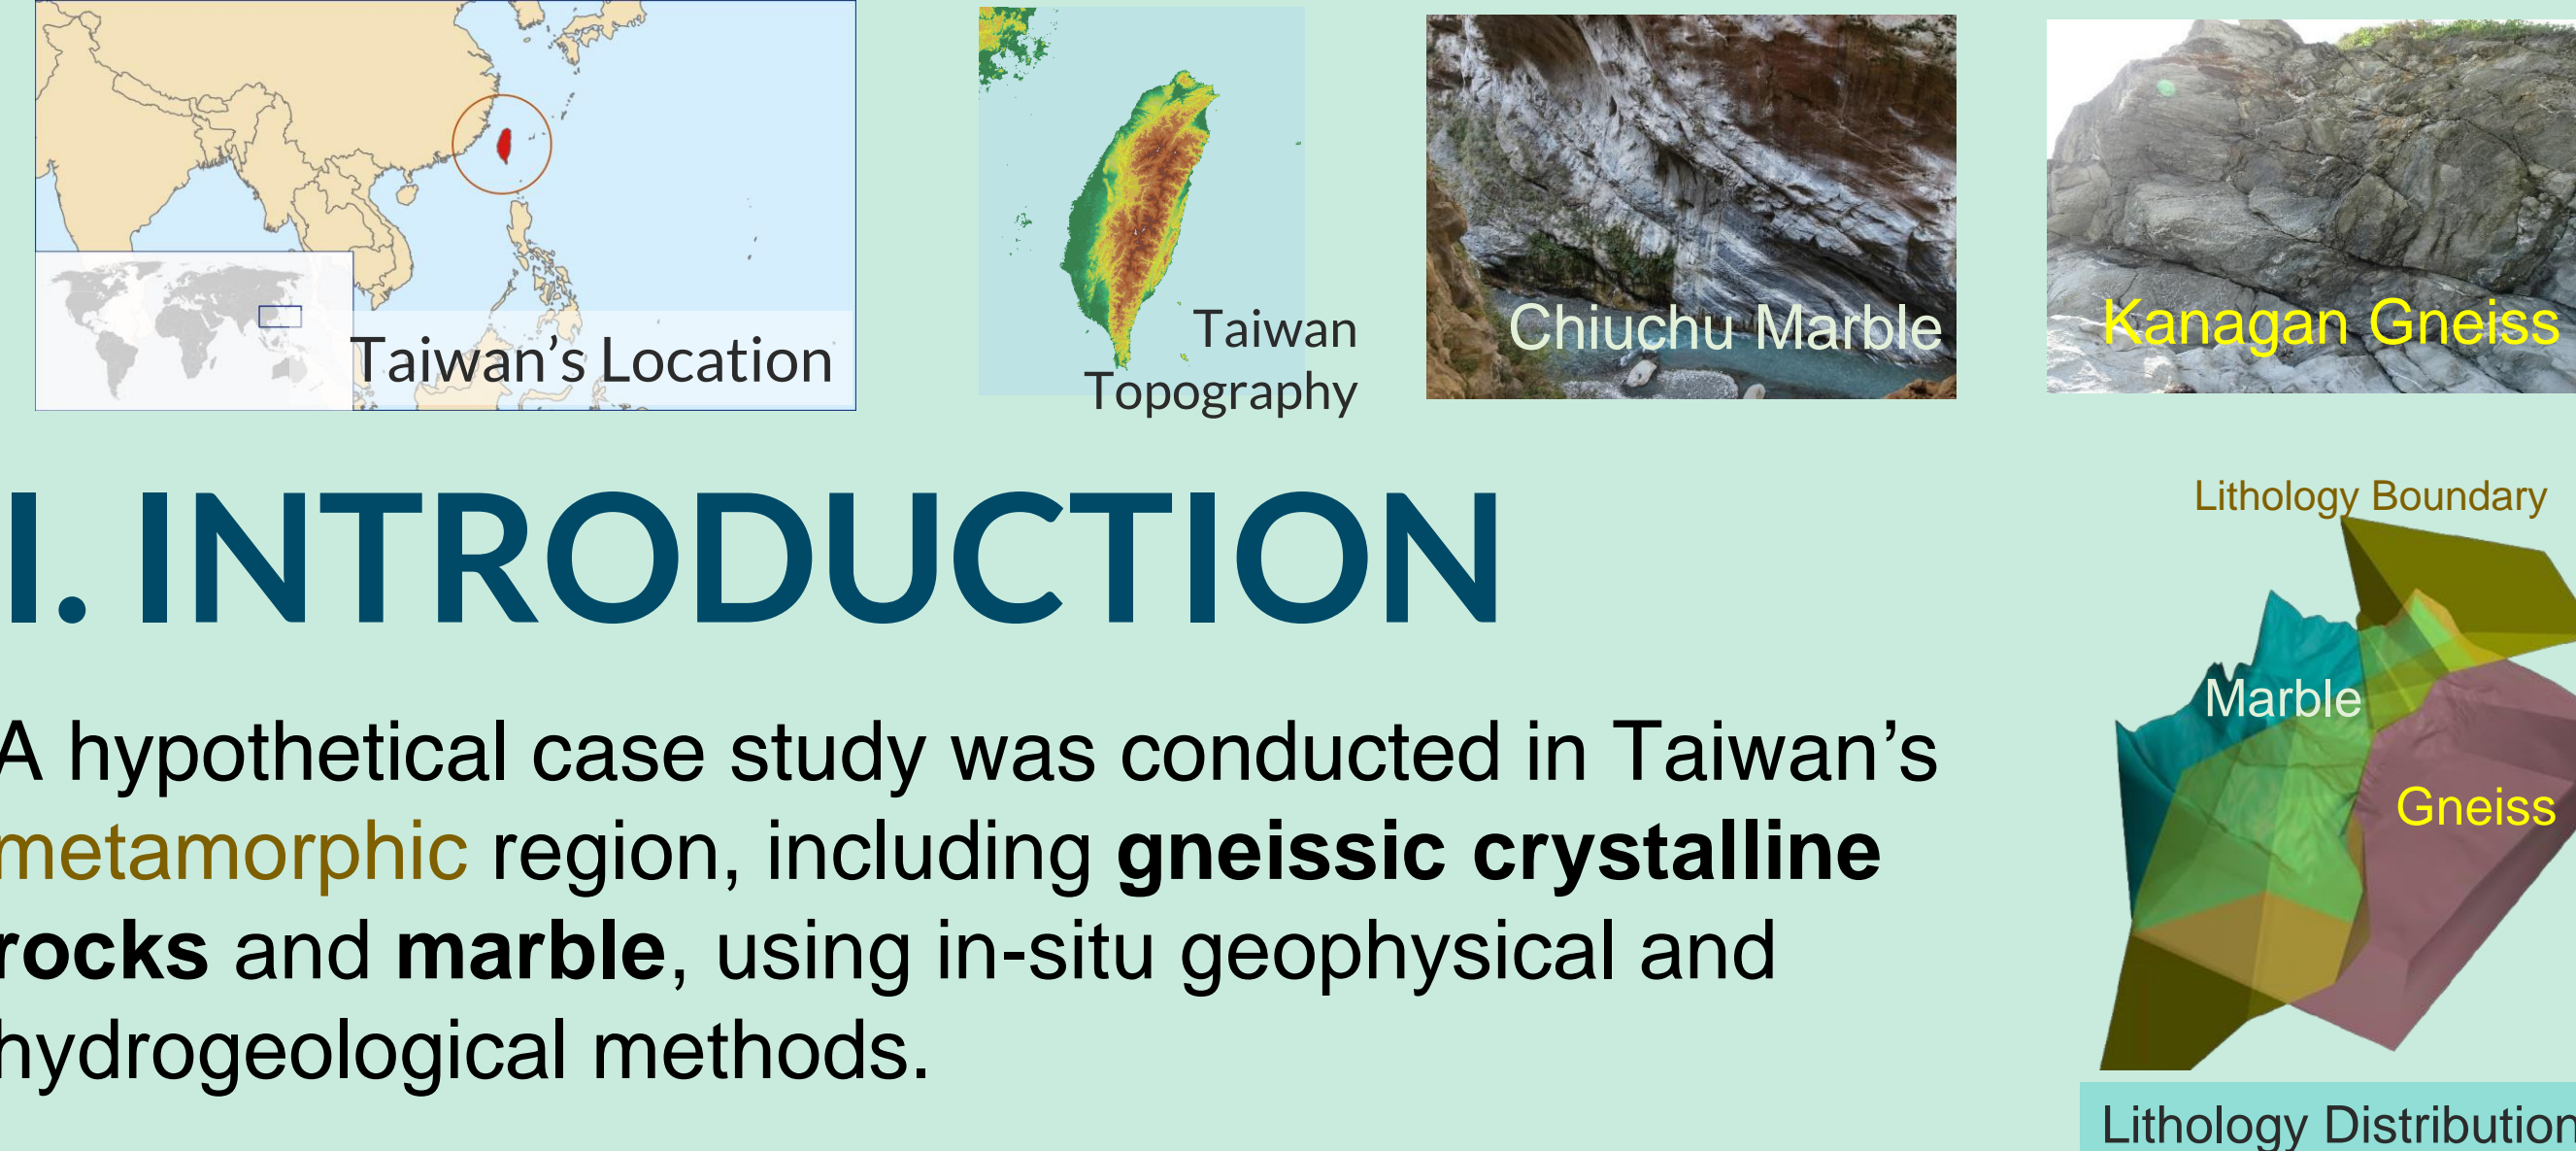 Taiwan's Location
Taiwan
Topography
Chiuchu Marble
Kanagan Gneiss
I. INTRODUCTION
A hypothetical case study was conducted in Taiwan's
metamorphic region, including gneissic crystalline
rocks and marble, using in-situ geophysical and
hydrogeological methods.
Lithology Boundary
Marble
Gneiss
Lithology Distribution